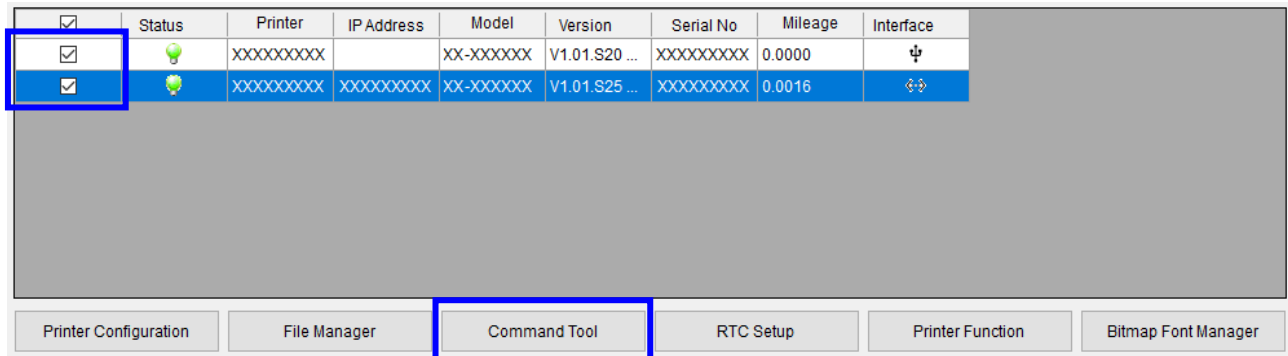 Status Printer IP Address Model Version Serial No Mileage Interface
XXXXXXXXX XX-XXXXXX V1.01.S20 ... XXXXXXXXX 0.0000
XXXXXXXXX XXXXXXXXX XX-XXXXXX V1.01.S25 ... XXXXXXXXX 0.0016
Printer Configuration File Manager Command Tool RTC Setup Printer Function Bitmap Font Manager